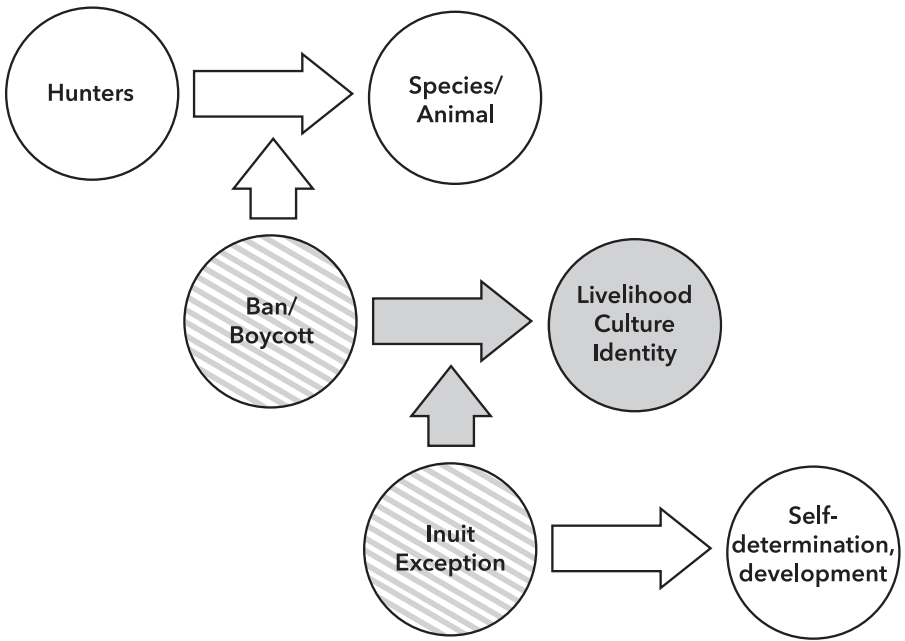 Hunters
Species/
Animal
Ban/
Boycott
Livelihood
Culture
Identity
Inuit
Exception
Self-
determination,
development